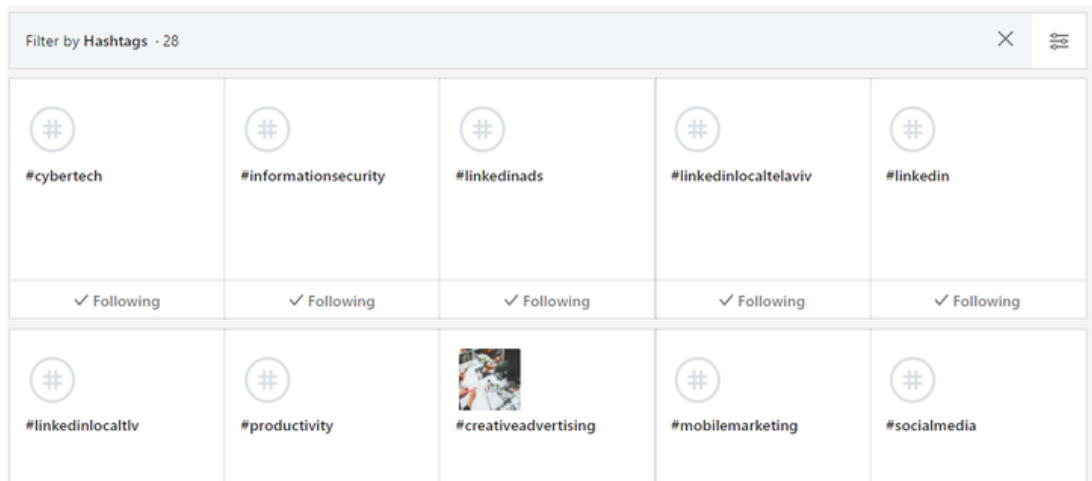 Filter by Hashtags · 28
#cybertech
#informationsecurity
#linkedinads
#linkedinlocaltelaviv
#linkedin
Following
Following
Following
Following
Following
#linkedinlocaltlv
#productivity
#creativeadvertising
#mobilemarketing
#socialmedia